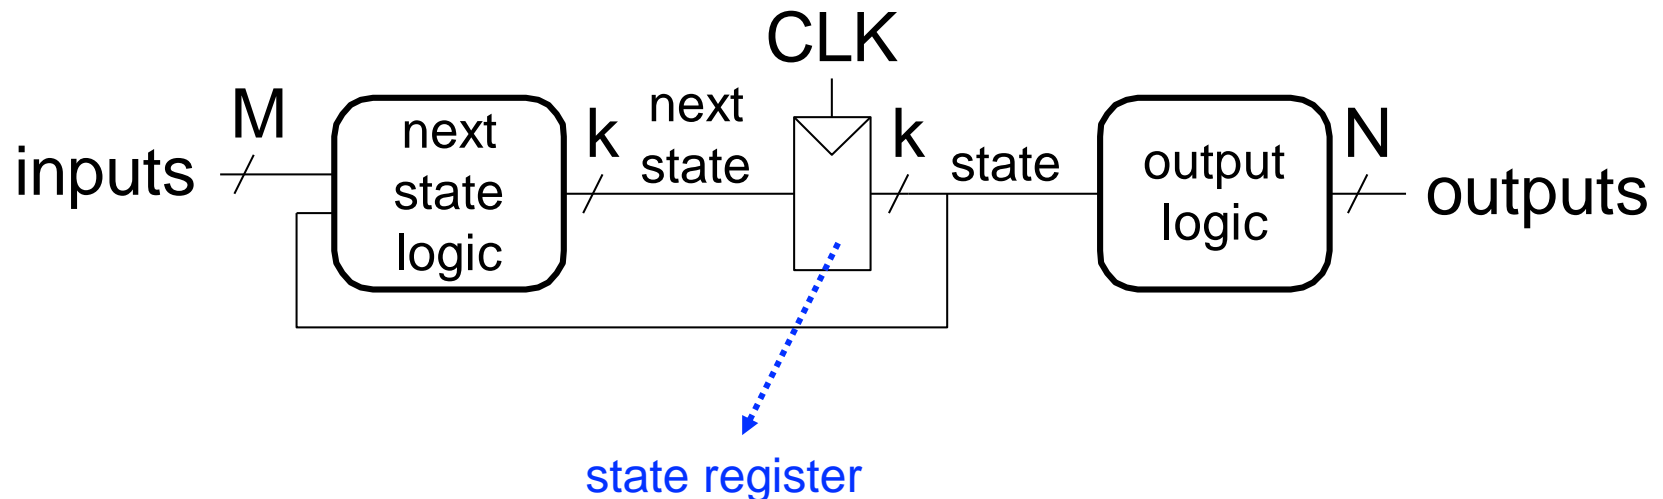 CLK
inputs
M
next
state
logic
k
next
state
k
state
output
logic
N
outputs
state register